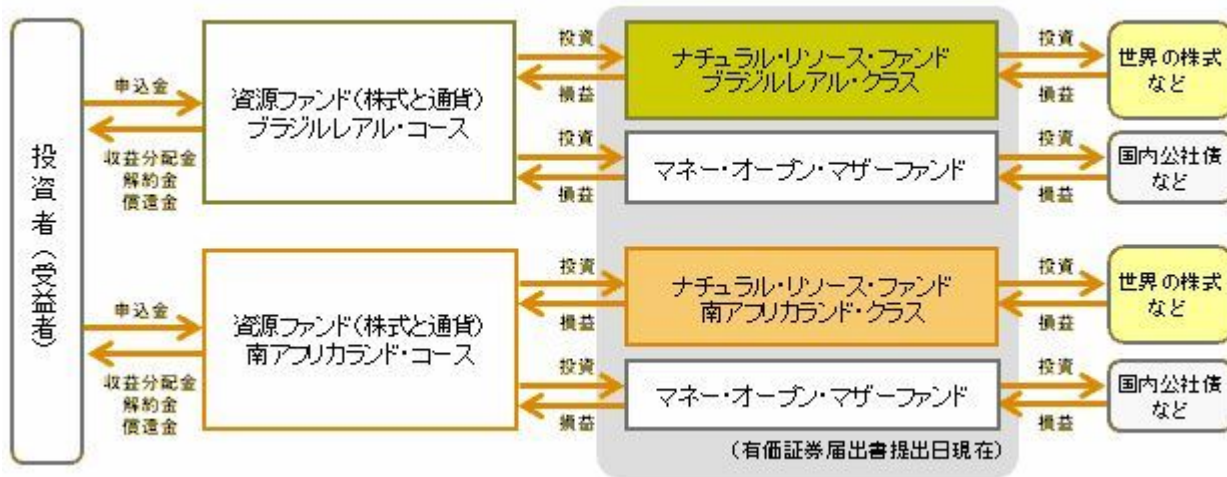 投資者（受益者）
申込金
収益分配金
解約金
償還金
資源ファンド(株式と通貨)
ブラジルレアル・コース
投資
損益
ナチュラル・リソース・ファンド
ブラジルレアル・クラス
投資
損益
世界の株式
など
投資
損益
マネー・オープン・マザーファンド
投資
損益
国内公社債
など
申込金
収益分配金
解約金
償還金
資源ファンド(株式と通貨)
南アフリカランド・コース
投資
損益
ナチュラル・リソース・ファンド
南アフリカランド・クラス
投資
損益
世界の株式
など
投資
損益
マネー・オープン・マザーファンド
投資
損益
国内公社債
など
（有価証券届出書提出日現在）